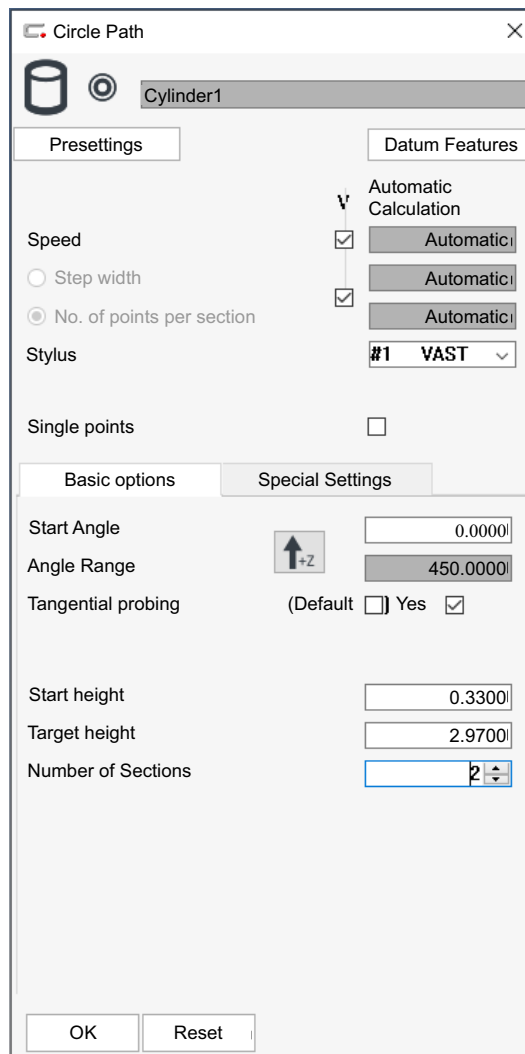 Circle Path
Cylinder1
Presettings
Datum Features
Automatic
Calculation
Speed
Automatic
Step width
Automatic
No. of points per section
Automatic
Stylus
#1 VAST
Single points
Basic options
Special Settings
Start Angle
0.0000
+Z
Angle Range
450.0000
Tangential probing
(Default ) Yes
Start height
0.3300
Target height
2.9700
Number of Sections
2
OK
Reset